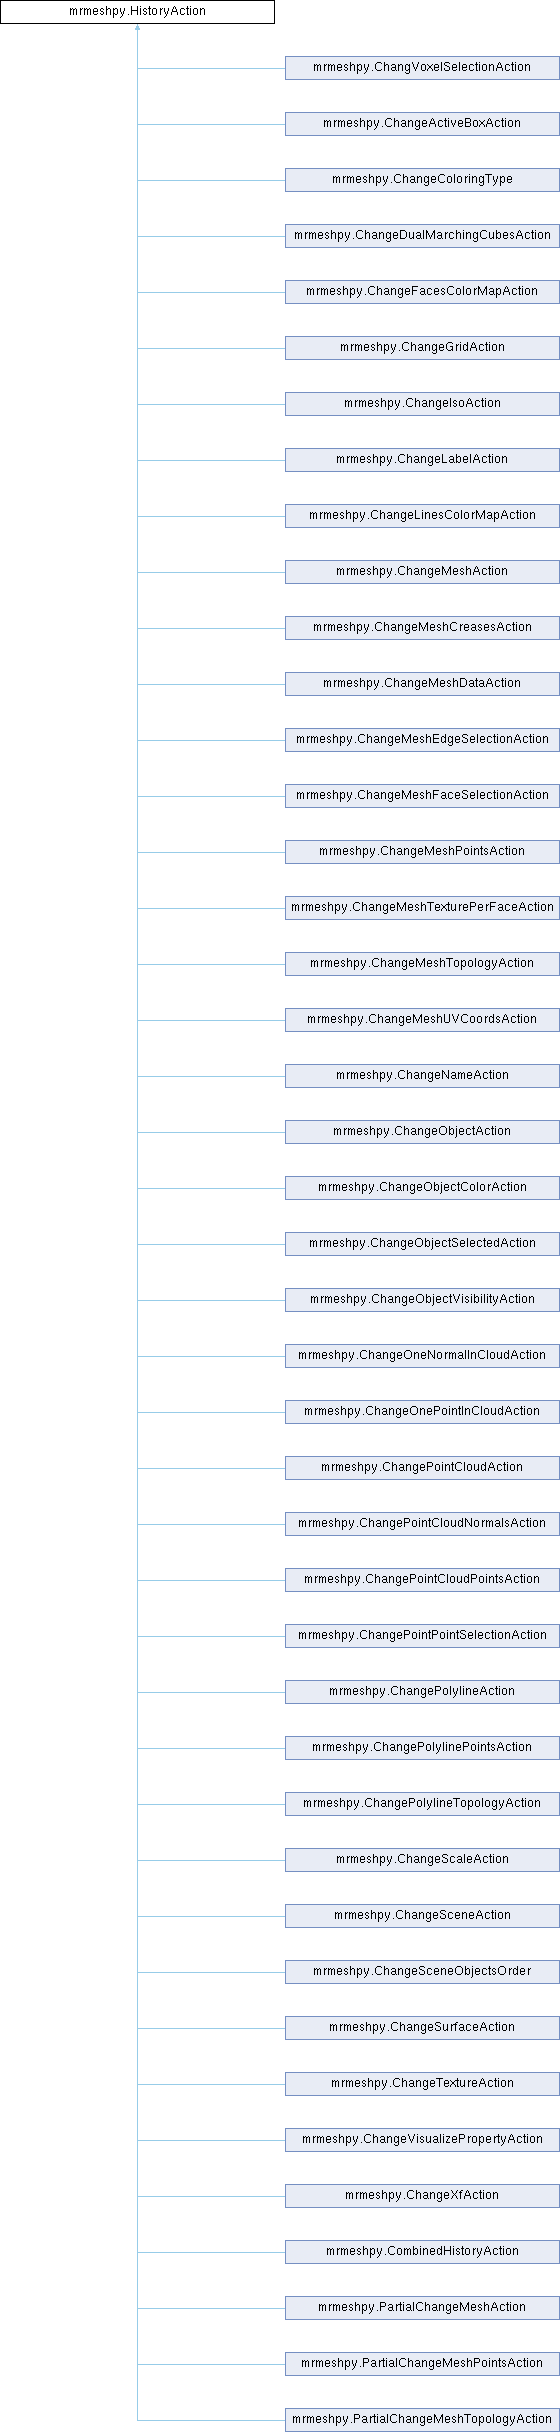 mrmeshpy.HistoryAction
mrmeshpy.ChangVoxelSelectionAction
mrmeshpy.ChangeActiveBoxAction
mrmeshpy.ChangeColoringType
mrmeshpy.ChangeDualMarchingCubesAction
mrmeshpy.ChangeFacesColorMapAction
mrmeshpy.ChangeGridAction
mrmeshpy.ChangeIsoAction
mrmeshpy.ChangeLabelAction
mrmeshpy.ChangeLinesColorMapAction
mrmeshpy.ChangeMeshAction
mrmeshpy.ChangeMeshCreasesAction
mrmeshpy.ChangeMeshDataAction
mrmeshpy.ChangeMeshEdgeSelectionAction
mrmeshpy.ChangeMeshFaceSelectionAction
mrmeshpy.ChangeMeshPointsAction
mrmeshpy.ChangeMeshTexturePerFaceAction
mrmeshpy.ChangeMeshTopologyAction
mrmeshpy.ChangeMeshUVCoordsAction
mrmeshpy.ChangeNameAction
mrmeshpy.ChangeObjectAction
mrmeshpy.ChangeObjectColorAction
mrmeshpy.ChangeObjectSelectedAction
mrmeshpy.ChangeObjectVisibilityAction
mrmeshpy.ChangeOneNormalInCloudAction
mrmeshpy.ChangeOnePointInCloudAction
mrmeshpy.ChangePointCloudAction
mrmeshpy.ChangePointCloudNormalsAction
mrmeshpy.ChangePointCloudPointsAction
mrmeshpy.ChangePointPointSelectionAction
mrmeshpy.ChangePolylineAction
mrmeshpy.ChangePolylinePointsAction
mrmeshpy.ChangePolylineTopologyAction
mrmeshpy.ChangeScaleAction
mrmeshpy.ChangeSceneAction
mrmeshpy.ChangeSceneObjectsOrder
mrmeshpy.ChangeSurfaceAction
mrmeshpy.ChangeTextureAction
mrmeshpy.ChangeVisualizePropertyAction
mrmeshpy.ChangeXfAction
mrmeshpy.CombinedHistoryAction
mrmeshpy.PartialChangeMeshAction
mrmeshpy.PartialChangeMeshPointsAction
mrmeshpy.PartialChangeMeshTopologyAction